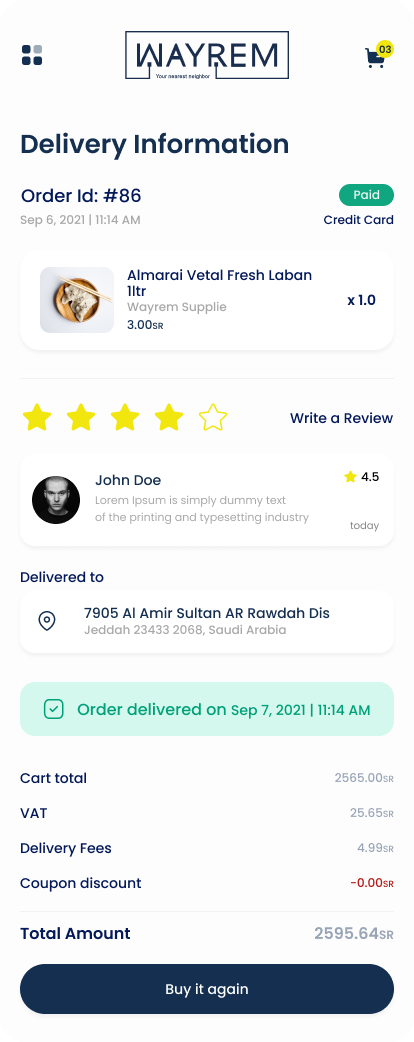 WAYREM
Your nearest neighbor
03
Delivery Information
Order Id: #86
Paid
Sep 6, 2021 | 11:14 AM
Credit Card
Almarai Vetal Fresh Laban
1ltr
Wayrem Supplie
3.00SR
x 1.0
Write a Review
John Doe
4.5
Lorem Ipsum is simply dummy text
of the printing and typesetting industry
today
Delivered to
7905 Al Amir Sultan AR Rawdah Dis
Jeddah 23433 2068, Saudi Arabia
Order delivered on Sep 7, 2021 | 11:14 AM
Cart total 2565.00SR
VAT 25.65SR
Delivery Fees 4.99SR
Coupon discount -0.00SR
Total Amount 2595.64SR
Buy it again